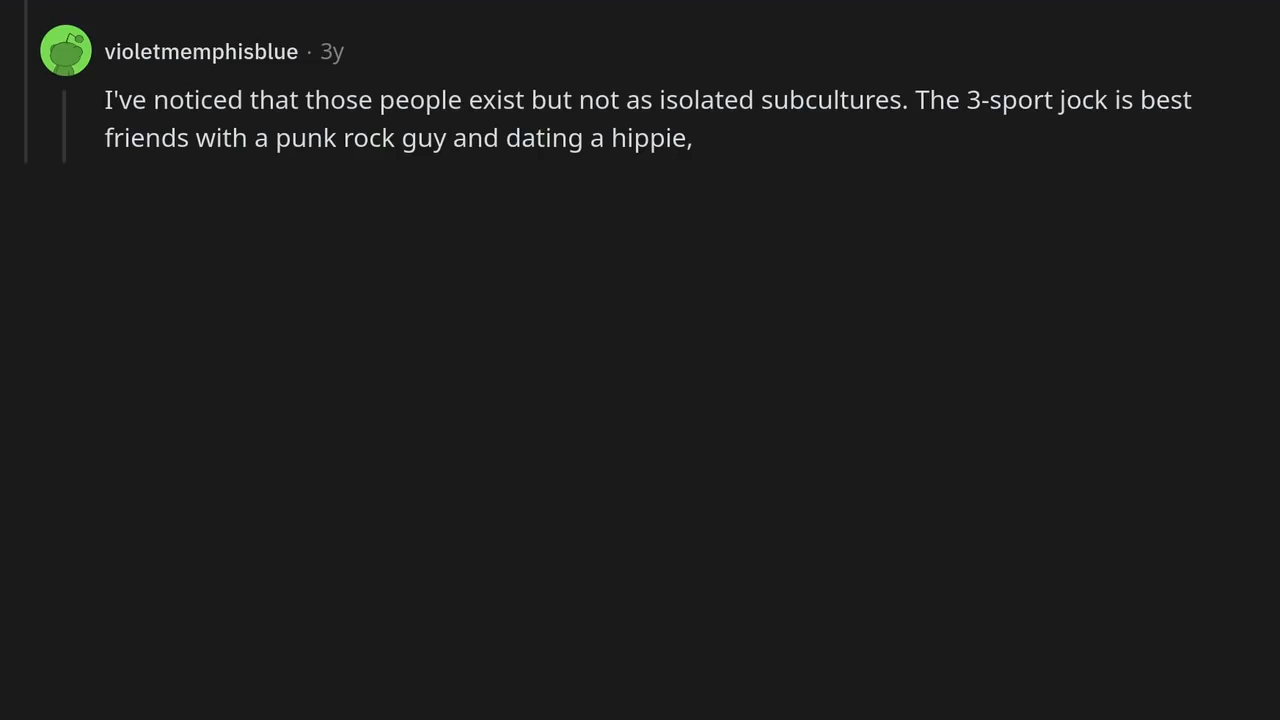 violetmemphisblue · 3y
I've noticed that those people exist but not as isolated subcultures. The 3-sport jock is best
friends with a punk rock guy and dating a hippie,